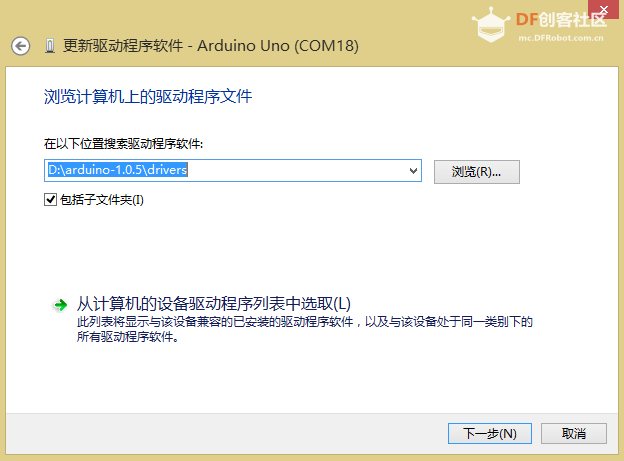 DF创客社区
mc.DFRobot.com.cn
更新驱动程序软件 - Arduino Uno (COM18)
浏览计算机上的驱动程序文件
在以下位置搜索驱动程序软件:
D:\arduino-1.0.5\drivers
浏览(R)...
包括子文件夹(I)
从计算机的设备驱动程序列表中选取(L)
此列表将显示与该设备兼容的已安装的驱动程序软件，以及与该设备处于同一类别下的
所有驱动程序软件。
下一步(N)
取消